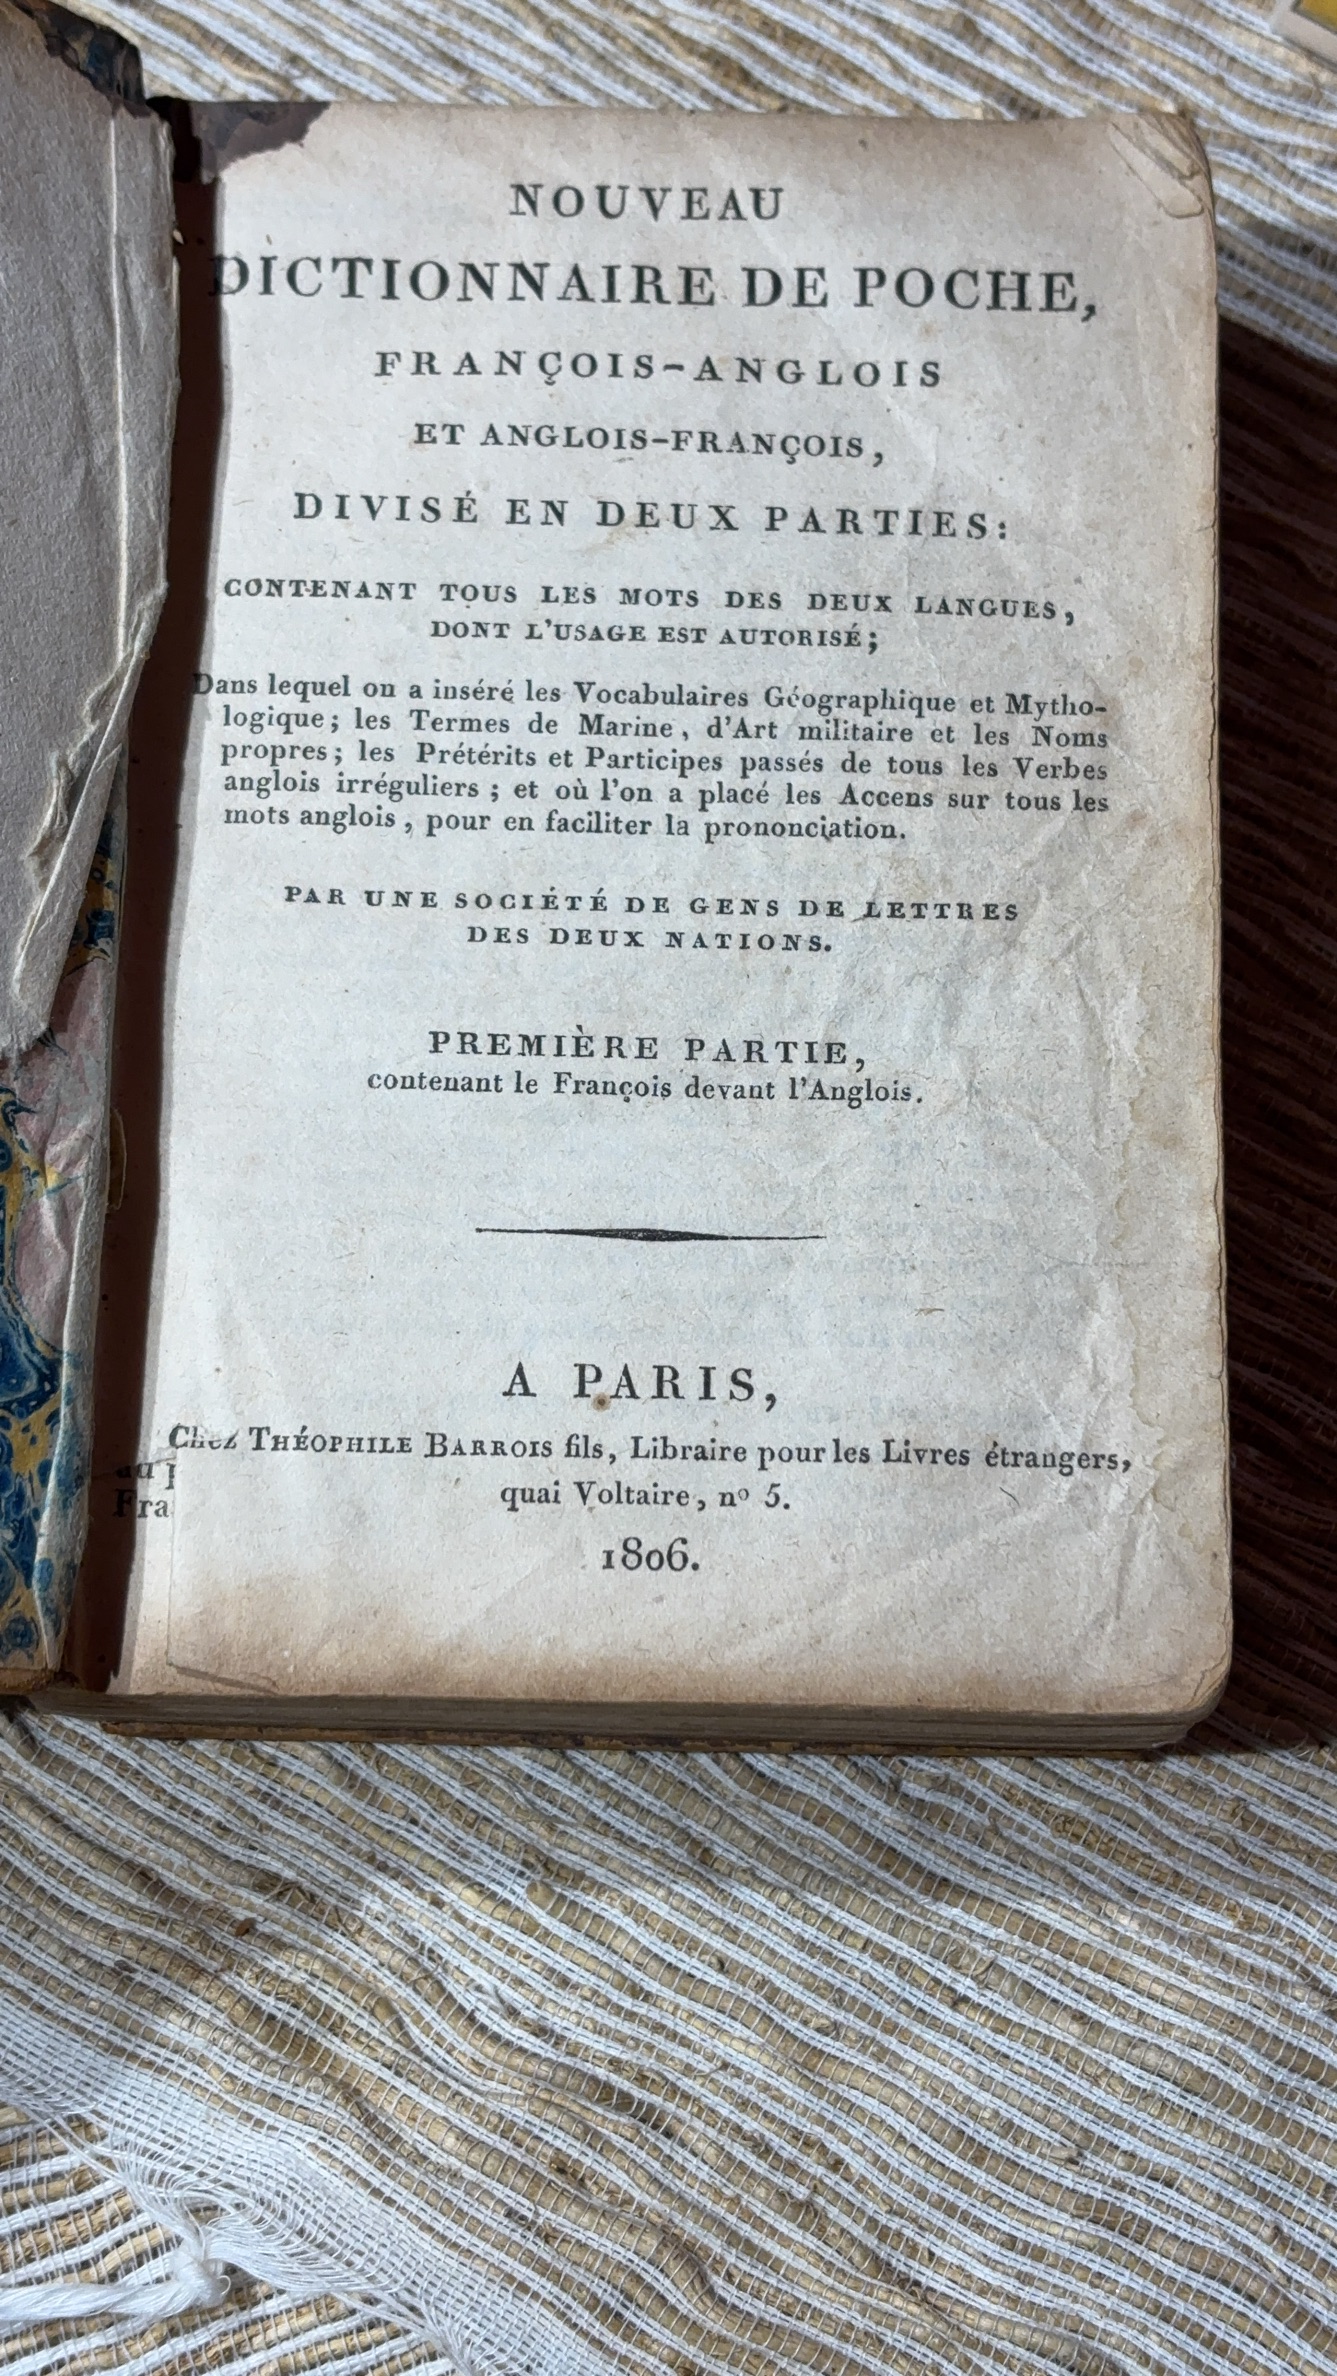 NOUVEAU
DICTIONNAIRE DE POCHE,
FRANÇOIS-ANGLOIS
ET ANGLOIS-FRANÇOIS,
DIVISÉ EN DEUX PARTIES:
CONTENANT TOUS LES MOTS DES DEUX LANGUES,
DONT L'USAGE EST AUTORISÉ;
Dans lequel on a inséré les Vocabulaires Géographique et Mytho-
logique; les Termes de Marine, d'Art militaire et les Noms
propres; les Prétérits et Participes passés de tous les Verbes
anglois irréguliers; et où l'on a placé les Accens sur tous les
mots anglois, pour en faciliter la prononciation.
PAR UNE SOCIÉTÉ DE GENS DE LETTRES
DES DEUX NATIONS.
PREMIÈRE PARTIE,
contenant le François devant l'Anglois.
A PARIS,
Chez THÉOPHILE BARROIS fils, Libraire pour les Livres étrangers,
quai Voltaire, nº 5.
Fra
1806.